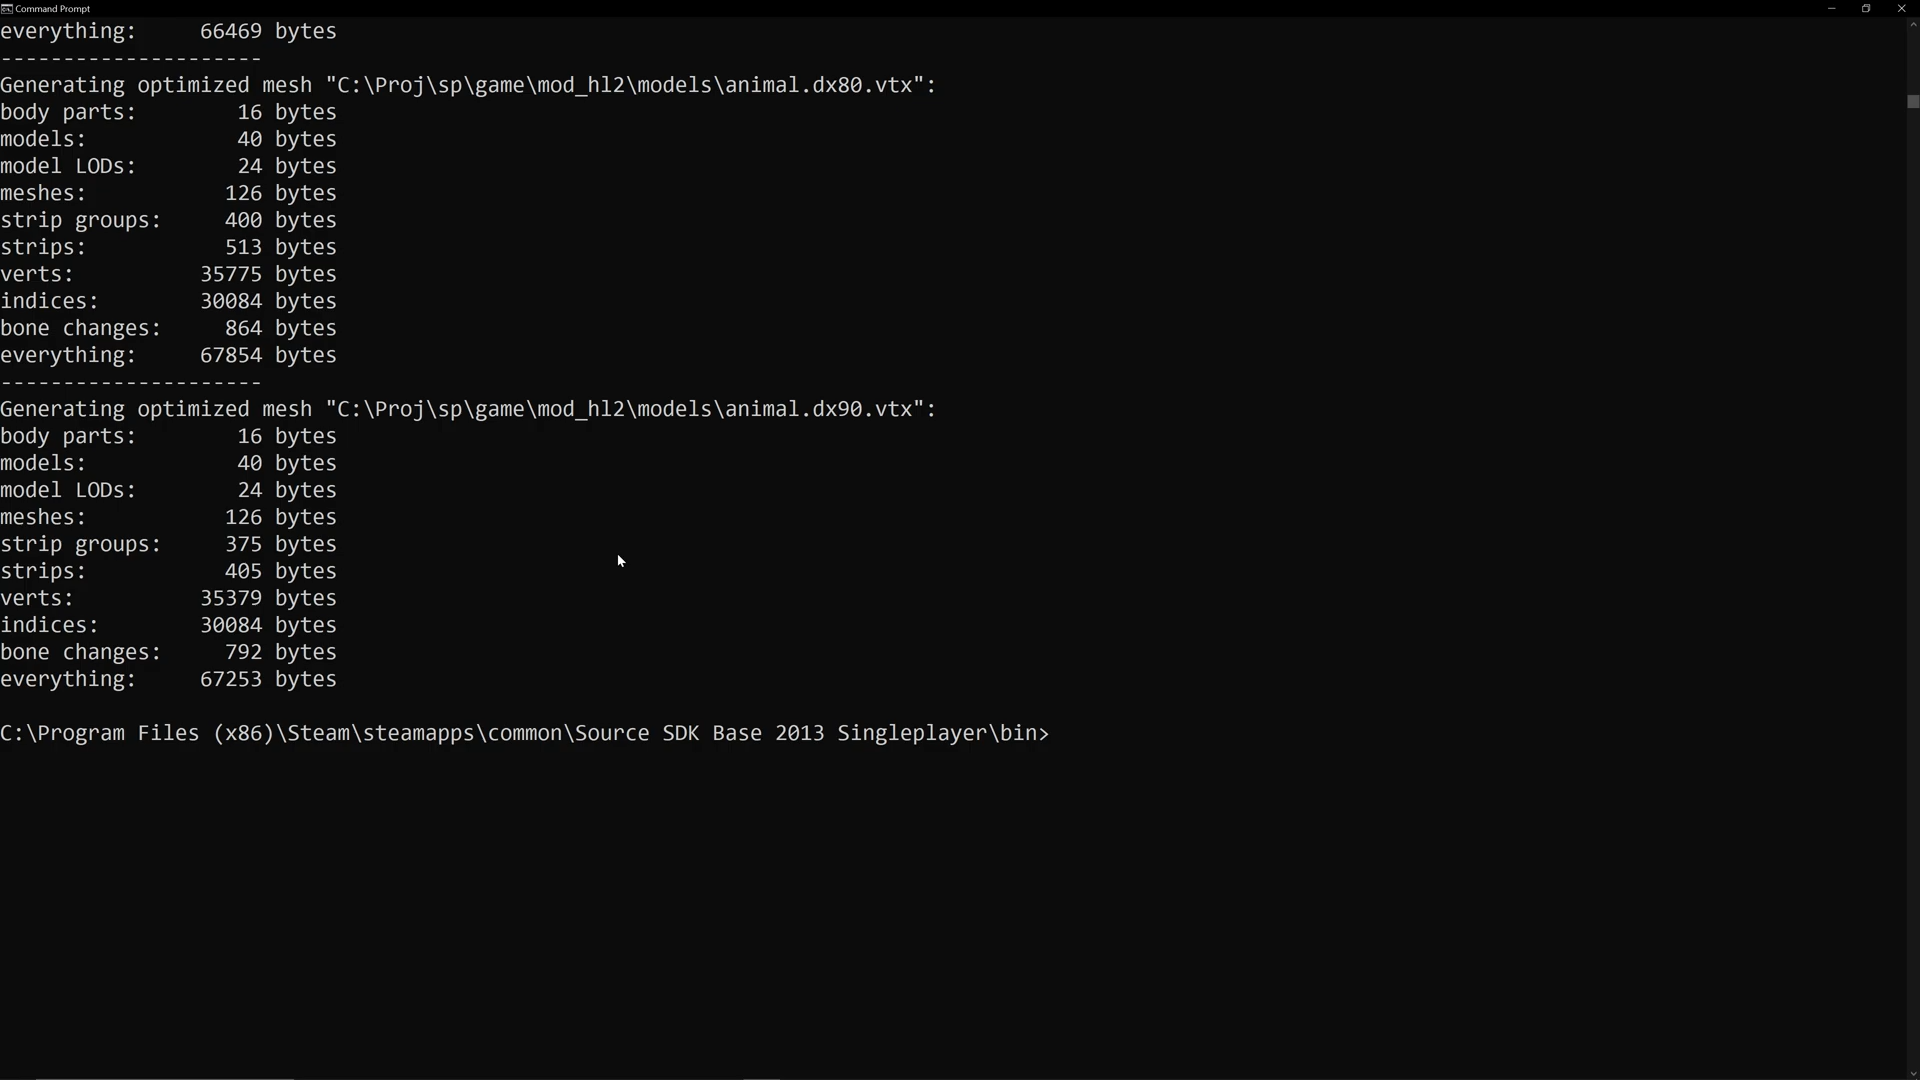 Command Prompt
everything:     66469 bytes
---------------------
Generating optimized mesh "C:\Proj\sp\game\mod_hl2\models\animal.dx80.vtx":
body parts:        16 bytes
models:            40 bytes
model LODs:        24 bytes
meshes:           126 bytes
strip groups:     400 bytes
strips:           513 bytes
verts:          35775 bytes
indices:        30084 bytes
bone changes:     864 bytes
everything:     67854 bytes
---------------------
Generating optimized mesh "C:\Proj\sp\game\mod_hl2\models\animal.dx90.vtx":
body parts:        16 bytes
models:            40 bytes
model LODs:        24 bytes
meshes:           126 bytes
strip groups:     375 bytes
strips:           405 bytes
verts:          35379 bytes
indices:        30084 bytes
bone changes:     792 bytes
everything:     67253 bytes
C:\Program Files (x86)\Steam\steamapps\common\Source SDK Base 2013 Singleplayer\bin>